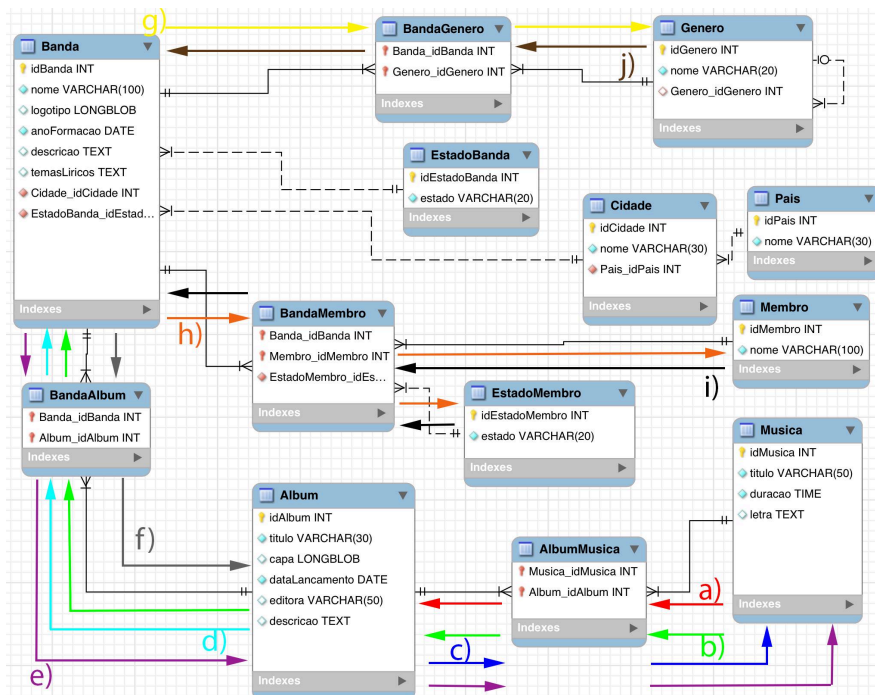 g)
Banda
idBanda INT
nome VARCHAR(100)
logotipo LONGBLOB
anoFormacao DATE
descricao TEXT
temasLiricos TEXT
Cidade_idCidade INT
EstadoBanda_idEstad...
Indexes
BandaGenero
Banda_idBanda INT
Genero_idGenero INT
Indexes
j)
Genero
idGenero INT
nome VARCHAR(20)
Genero_idGenero INT
Indexes
EstadoBanda
idEstadoBanda INT
estado VARCHAR(20)
Indexes
Cidade
idCidade INT
nome VARCHAR(30)
Pais_idPais INT
Indexes
Pais
idPais INT
nome VARCHAR(30)
Indexes
h)
BandaMembro
Banda_idBanda INT
Membro_idMembro INT
EstadoMembro_idEs...
Indexes
Membro
idMembro INT
nome VARCHAR(100)
Indexes
i)
EstadoMembro
idEstadoMembro INT
estado VARCHAR(20)
Indexes
BandaAlbum
Banda_idBanda INT
Album_idAlbum INT
Indexes
Musica
idMusica INT
titulo VARCHAR(50)
duracao TIME
letra TEXT
Indexes
f)
Album
idAlbum INT
titulo VARCHAR(30)
capa LONGBLOB
dataLancamento DATE
editora VARCHAR(50)
descricao TEXT
Indexes
AlbumMusica
Musica_idMusica INT
Album_idAlbum INT
Indexes
a)
b)
c)
d)
e)